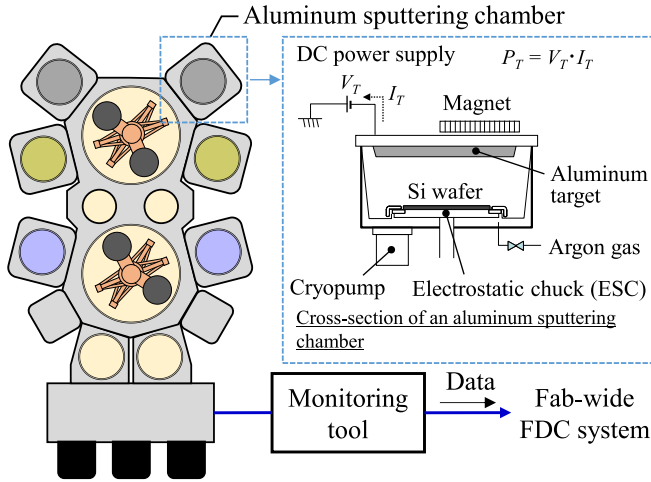 Aluminum sputtering chamber
DC power supply
P_T = V_T· I_T
V_T
I_T
Magnet
Aluminum
target
Si wafer
Argon gas
Cryopump
Electrostatic chuck (ESC)
Cross-section of an aluminum sputtering
chamber
Monitoring
tool
Data
Fab-wide
FDC system